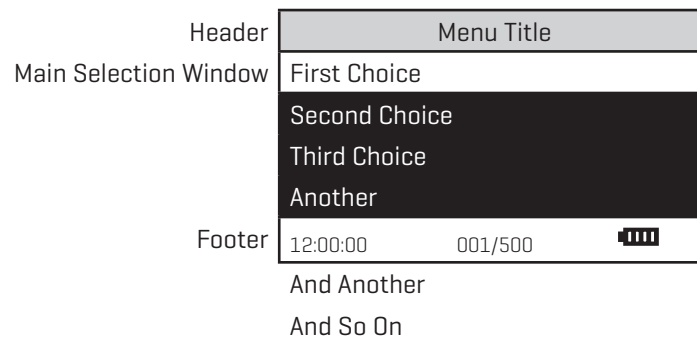 Header Menu Title
Main Selection Window First Choice
Second Choice
Third Choice
Another
Footer 12:00:00 001/500
And Another
And So On